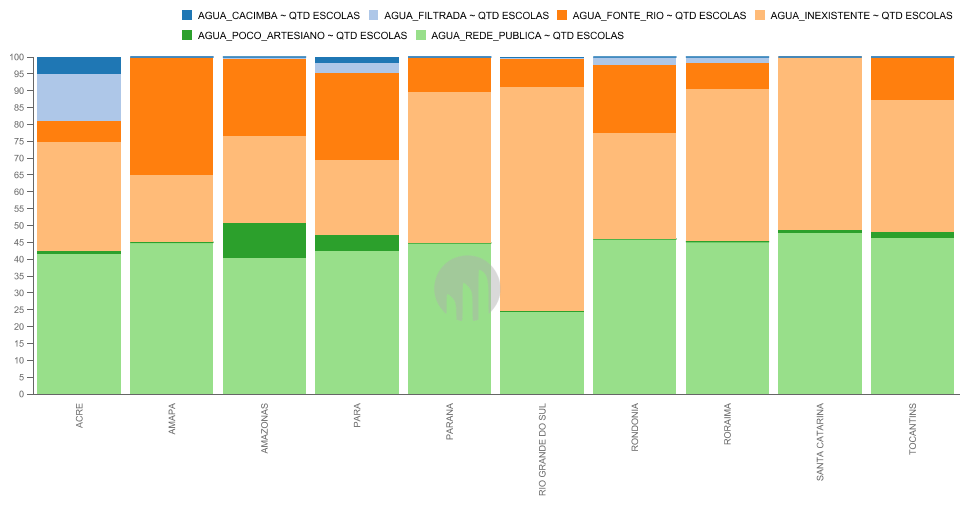 AGUA_CACIMBA ~ QTD ESCOLAS AGUA_FILTRADA ~ QTD ESCOLAS AGUA_FONTE_RIO ~ QTD ESCOLAS AGUA_INEXISTENTE ~ QTD ESCOLAS
AGUA_POCO_ARTESIANO ~ QTD ESCOLAS AGUA_REDE_PUBLICA ~ QTD ESCOLAS
100
95
90
85
80
75
70
65
60
55
50
45
40
35
30
25
20
15
10
5
0
ACRE
AMAPA
AMAZONAS
PARA
PARANA
RIO GRANDE DO SUL
RONDONIA
RORAIMA
SANTA CATARINA
TOCANTINS